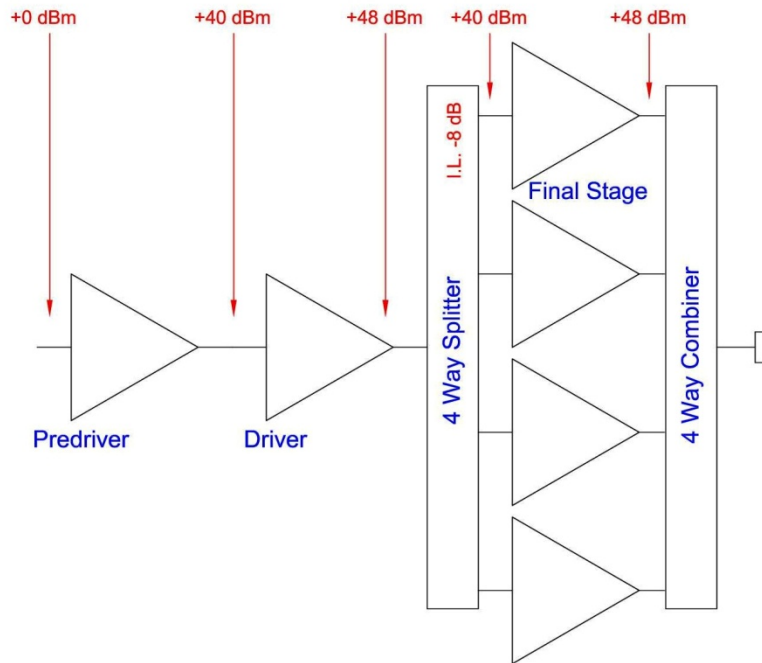 +0 dBm
+40 dBm
+48 dBm
+40 dBm
+48 dBm
I.L. -8 dB
Final Stage
4 Way Splitter
4 Way Combiner
Predriver
Driver